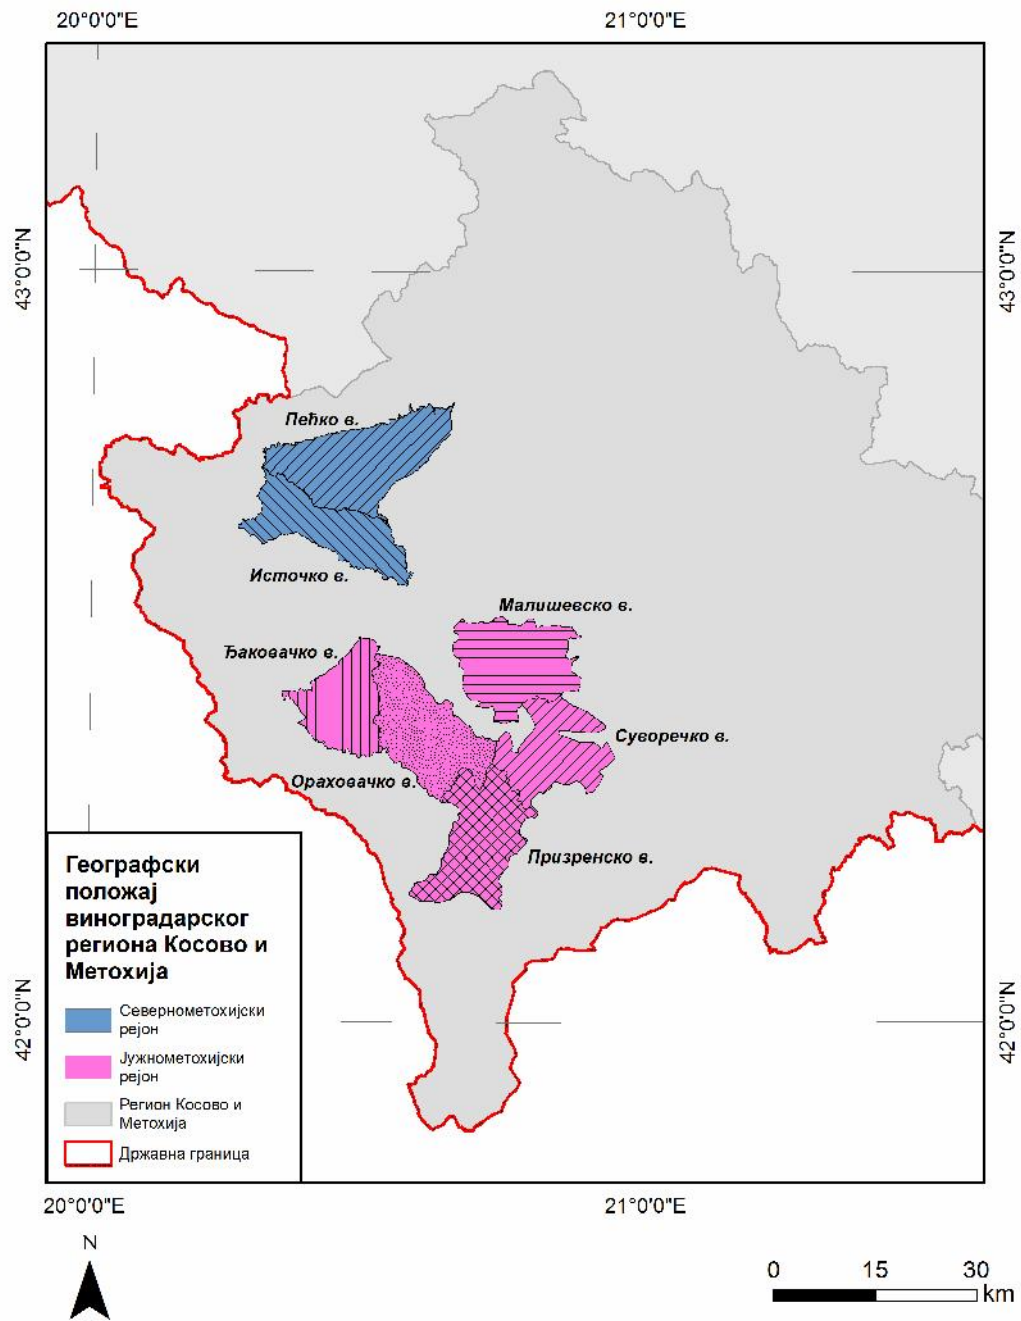 20°0'0"E
21°0'0"E
43°0'0"N
43°0'0"N
Пећко в.
Источко в.
Малишевско в.
Ђаковачко в.
Суворечко в.
Ораховачко в.
Призренско в.
Географски
положај
виноградарског
региона Косово и
Метохија
Севернометохијски
рејон
Јужнометохијски
рејон
Регион Косово и
Метохија
Државна граница
42°0'0"N
42°0'0"N
20°0'0"E
21°0'0"E
N
0 15 30
km